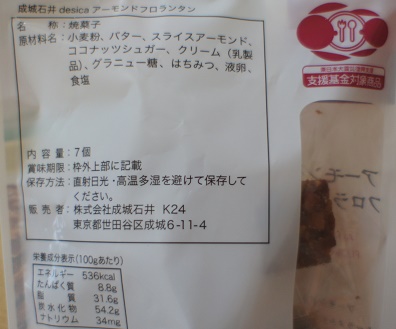 成城石井 desica アーモンドフロランタン
名　　称：焼菓子
原材料名：小麦粉、バター、スライスアーモンド、
ココナッツシュガー、クリーム（乳製
品）、グラニュー糖、はちみつ、液卵、
食塩
内 容 量：7個
賞味期限：枠外上部に記載
保存方法：直射日光・高温多湿を避けて保存して
ください。
販 売 者：株式会社成城石井 K24
東京都世田谷区成城6-11-4
栄養成分表示(100gあたり)
エネルギー 536kcal
たんぱく質 8.8g
脂　　質 31.6g
炭水化物 54.2g
ナトリウム 34mg
支援基金対象商品
アーモン
フロラ